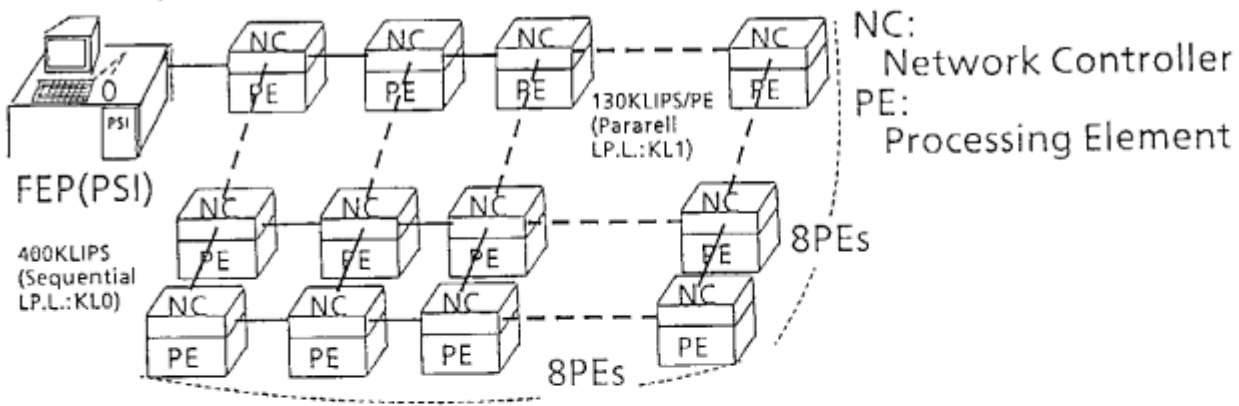 NC:
Network Controller
PE:
Processing Element
NC
NC
NC
NC
PE
PE
PE
PE
PSI
130KLIPS/PE
(Pararell
LP.L.:KL1)
FEP(PSI)
NC
NC
NC
NC
PE
PE
PE
PE
8PEs
400KLIPS
(Sequential
LP.L.:KL0)
NC
NC
NC
NC
PE
PE
PE
PE
8PEs